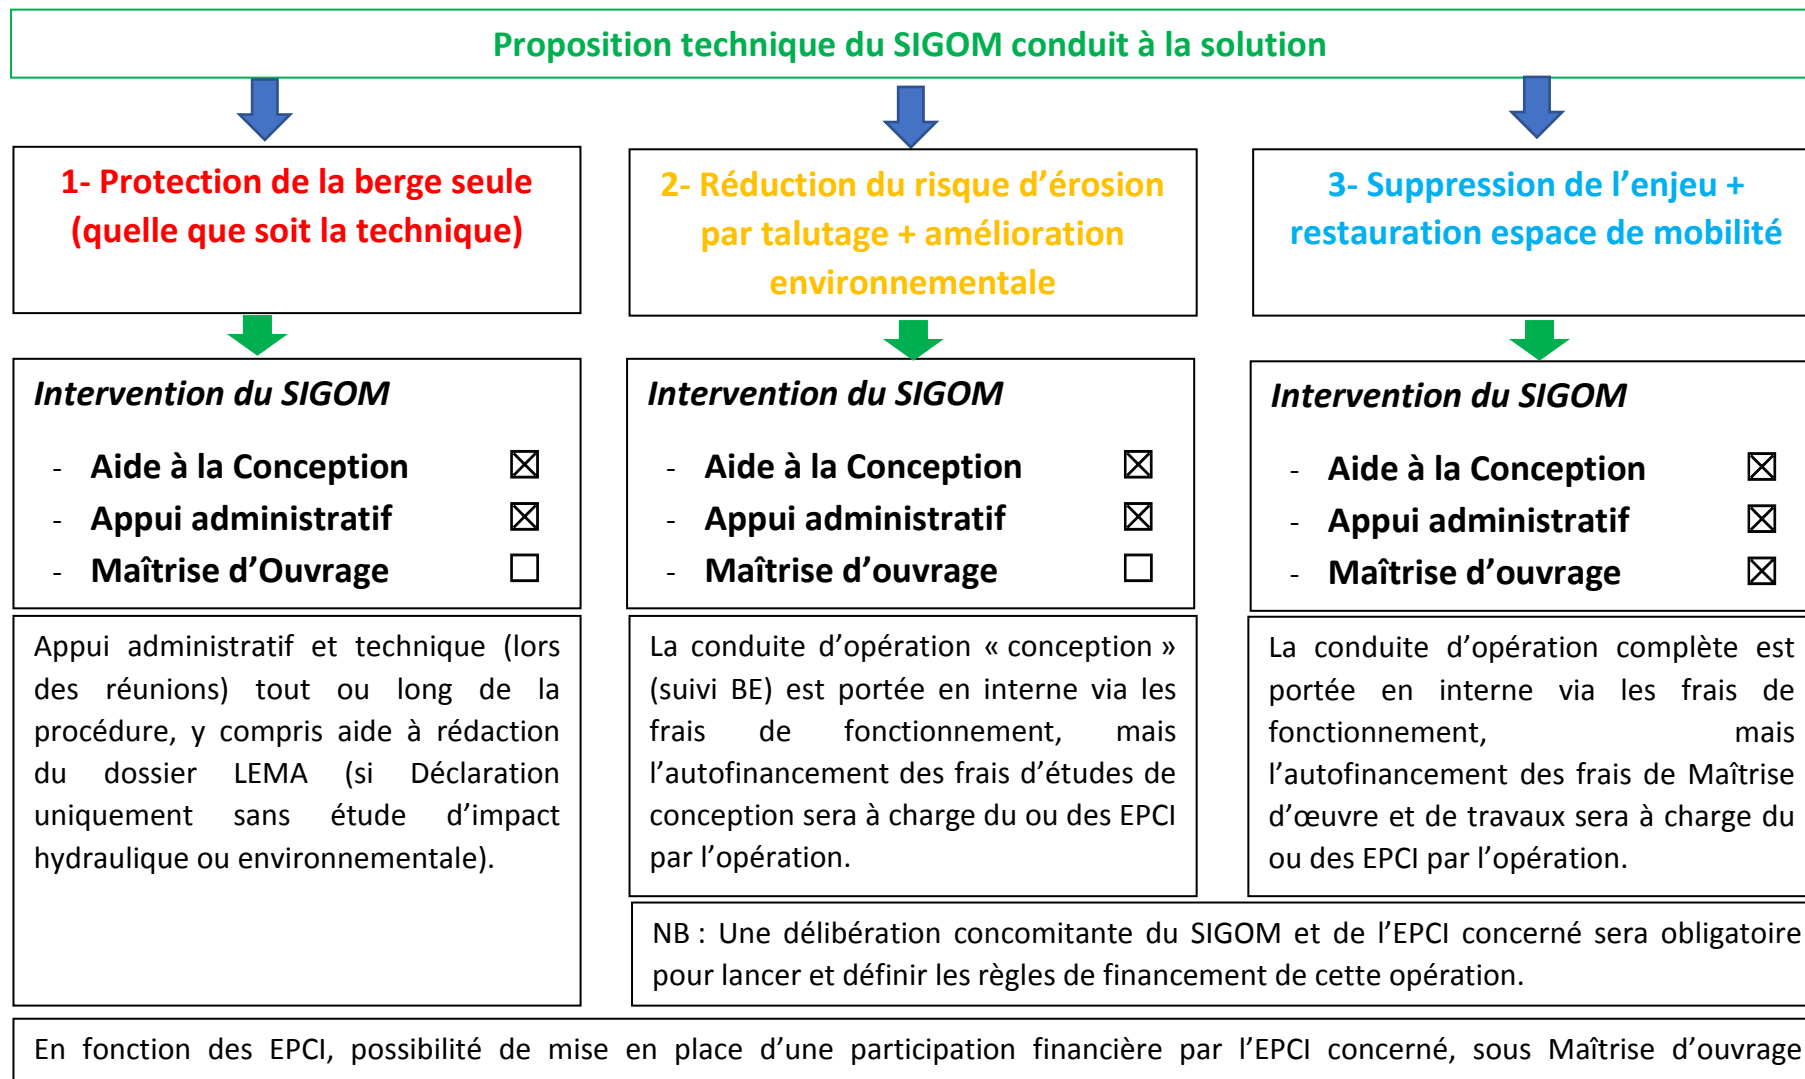 Proposition technique du SIGOM conduit à la solution
1- Protection de la berge seule
(quelle que soit la technique)
2- Réduction du risque d’érosion
par talutage + amélioration
environnementale
3- Suppression de l’enjeu +
restauration espace de mobilité
Intervention du SIGOM
- Aide à la Conception ☒
- Appui administratif ☒
- Maîtrise d’Ouvrage ☐
Intervention du SIGOM
- Aide à la Conception ☒
- Appui administratif ☒
- Maîtrise d’ouvrage ☐
Intervention du SIGOM
- Aide à la Conception ☒
- Appui administratif ☒
- Maîtrise d’ouvrage ☒
Appui administratif et technique (lors
des réunions) tout ou long de la
procédure, y compris aide à rédaction
du dossier LEMA (si Déclaration
uniquement sans étude d’impact
hydraulique ou environnementale).
La conduite d’opération « conception »
(suivi BE) est portée en interne via les
frais de fonctionnement, mais
l’autofinancement des frais d’études de
conception sera à charge du ou des EPCI
par l’opération.
La conduite d’opération complète est
portée en interne via les frais de
fonctionnement, mais
l’autofinancement des frais de Maîtrise
d’œuvre et de travaux sera à charge du
ou des EPCI par l’opération.
NB : Une délibération concomitante du SIGOM et de l’EPCI concerné sera obligatoire
pour lancer et définir les règles de financement de cette opération.
En fonction des EPCI, possibilité de mise en place d’une participation financière par l’EPCI concerné, sous Maîtrise d’ouvrage